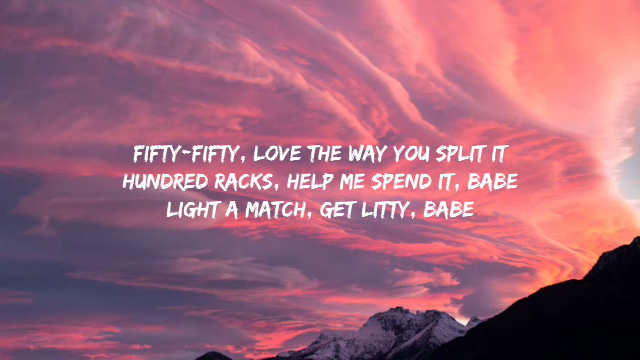 FIFTY-FIFTY, LOVE THE WAY YOU SPLIT IT
HUNDRED RACKS, HELP ME SPEND IT, BABE
LIGHT A MATCH, GET LITTY, BABE